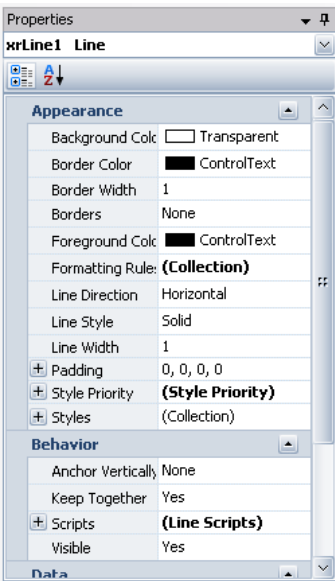 Properties
xrLine1 Line
Appearance
Background Colc Transparent
Border Color ControlText
Border Width 1
Borders None
Foreground Colc ControlText
Formatting Rule: (Collection)
Line Direction Horizontal
Line Style Solid
Line Width 1
Padding 0, 0, 0, 0
Style Priority (Style Priority)
Styles (Collection)
Behavior
Anchor Vertically None
Keep Together Yes
Scripts (Line Scripts)
Visible Yes
Data